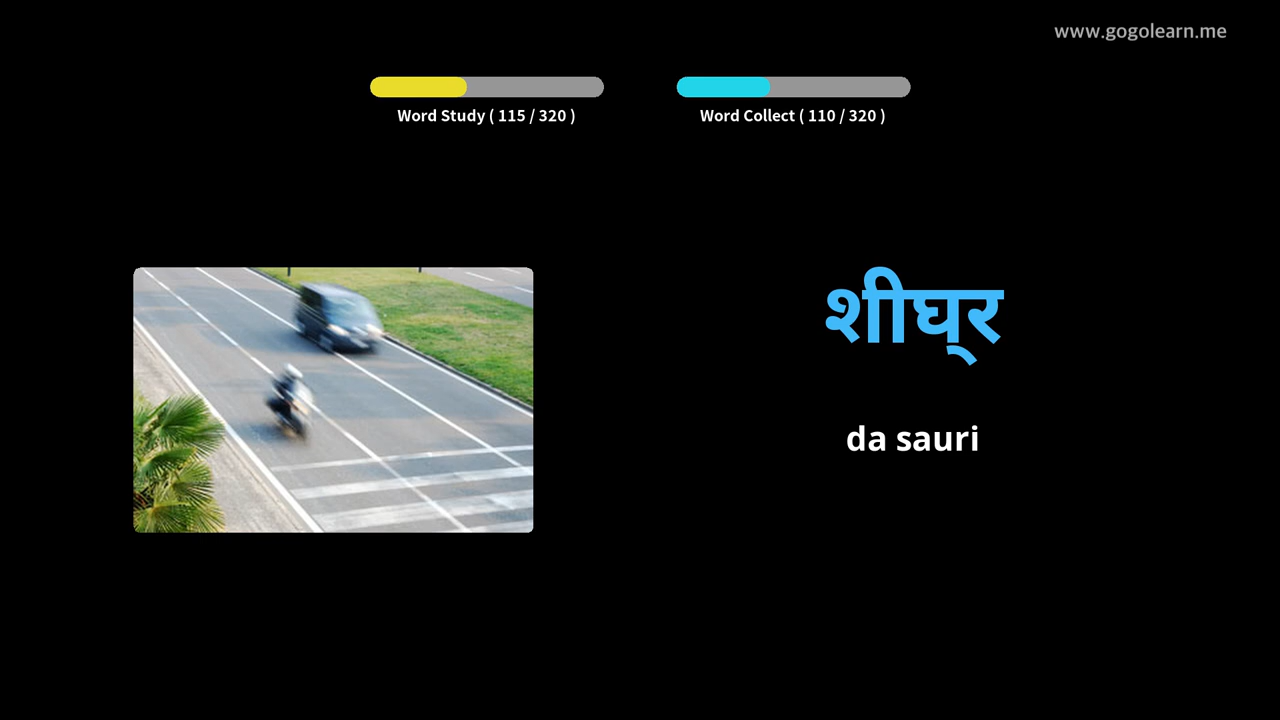 www.gogolearn.me
Word Study ( 115 / 320 )
Word Collect ( 110 / 320 )
शीघ्‌र
da sauri